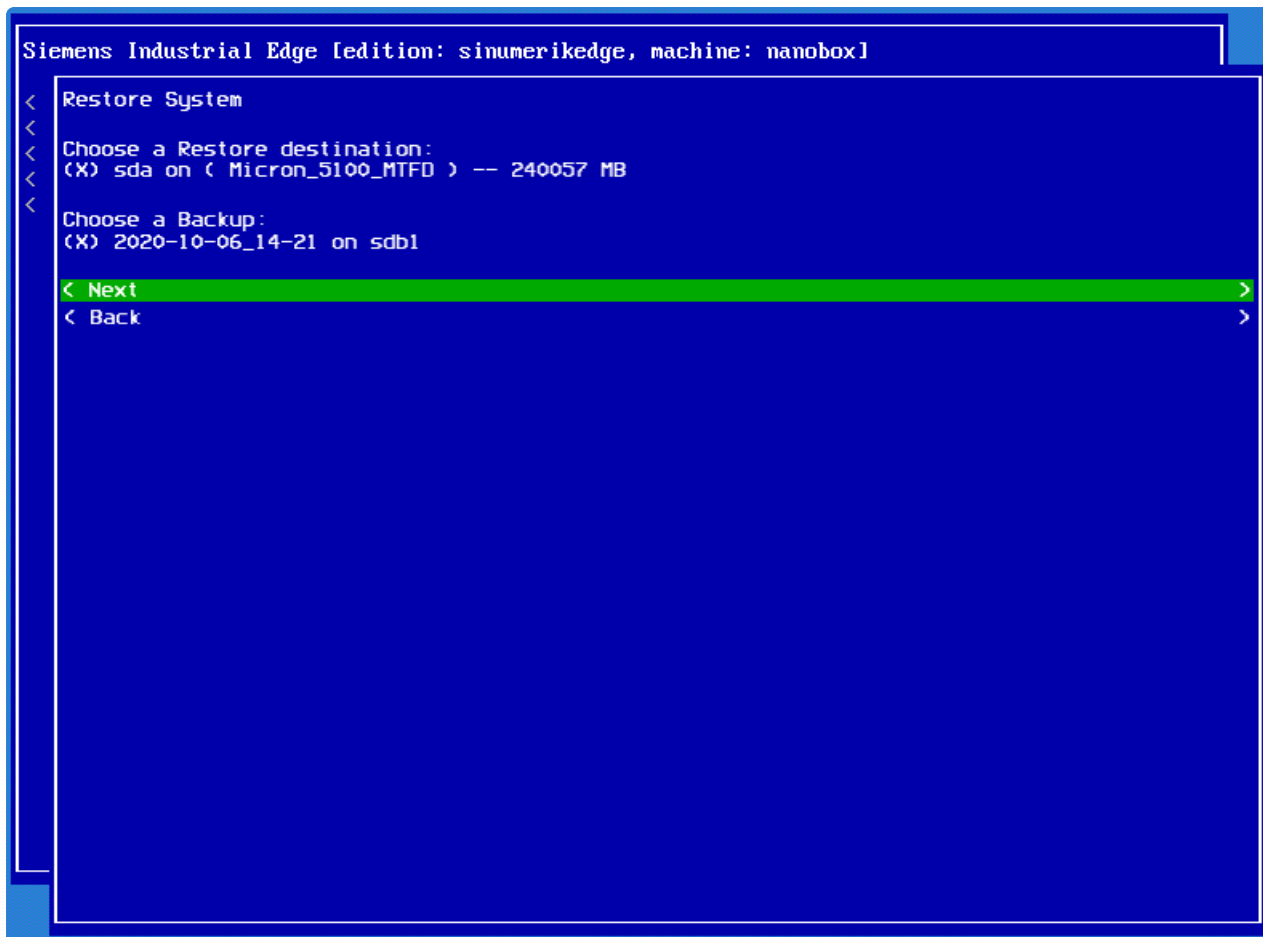 Siemens Industrial Edge [edition: sinumerikedge, machine: nanobox]
<
<
<
<
<
Restore System
Choose a Restore destination:
(X) sda on ( Micron_5100_MTFD ) -- 240057 MB
Choose a Backup:
(X) 2020-10-06_14-21 on sdb1
< Next >
< Back >